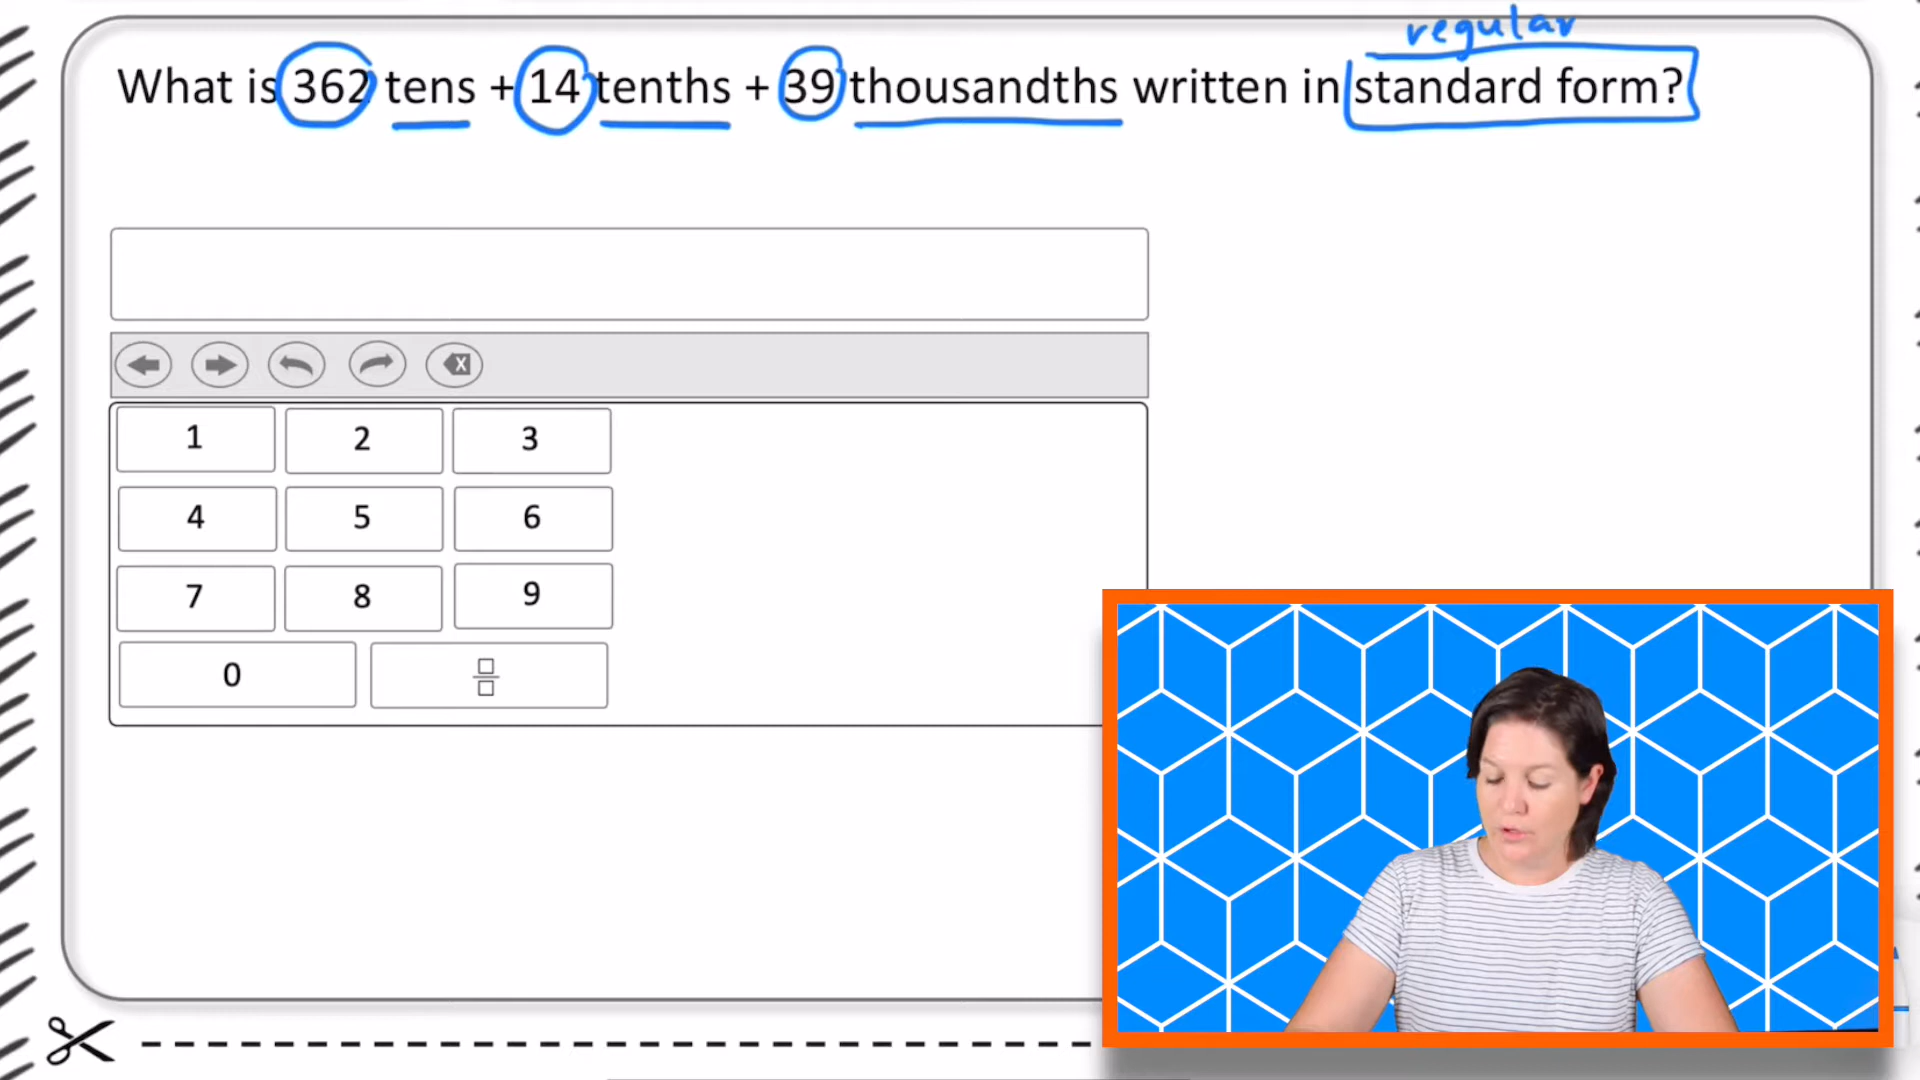 regular
What is 362 tens + 14 tenths + 39 thousandths written in standard form?
1 2 3
4 5 6
7 8 9
0